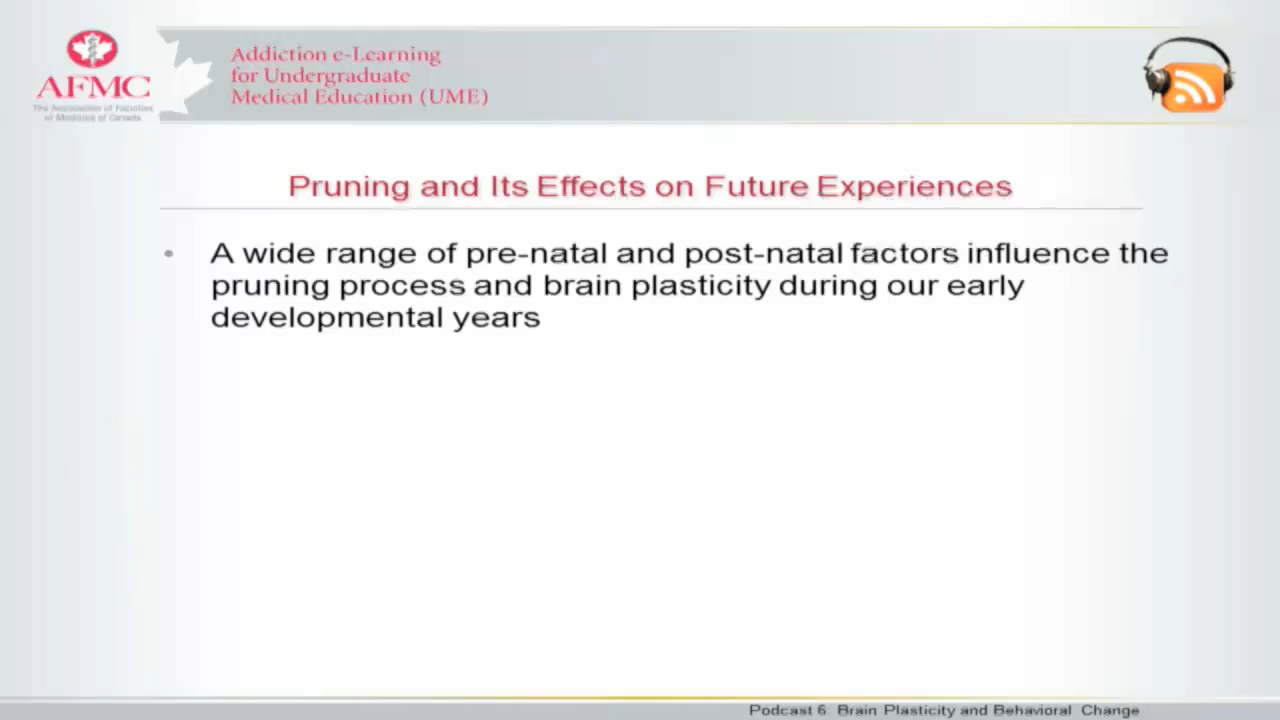 AFMC
The Association of Faculties
of Medicine of Canada
Addiction e-Learning
for Undergraduate
Medical Education (UME)
Pruning and Its Effects on Future Experiences
• A wide range of pre-natal and post-natal factors influence the
pruning process and brain plasticity during our early
developmental years
Podcast 6: Brain Plasticity and Behavioral Change